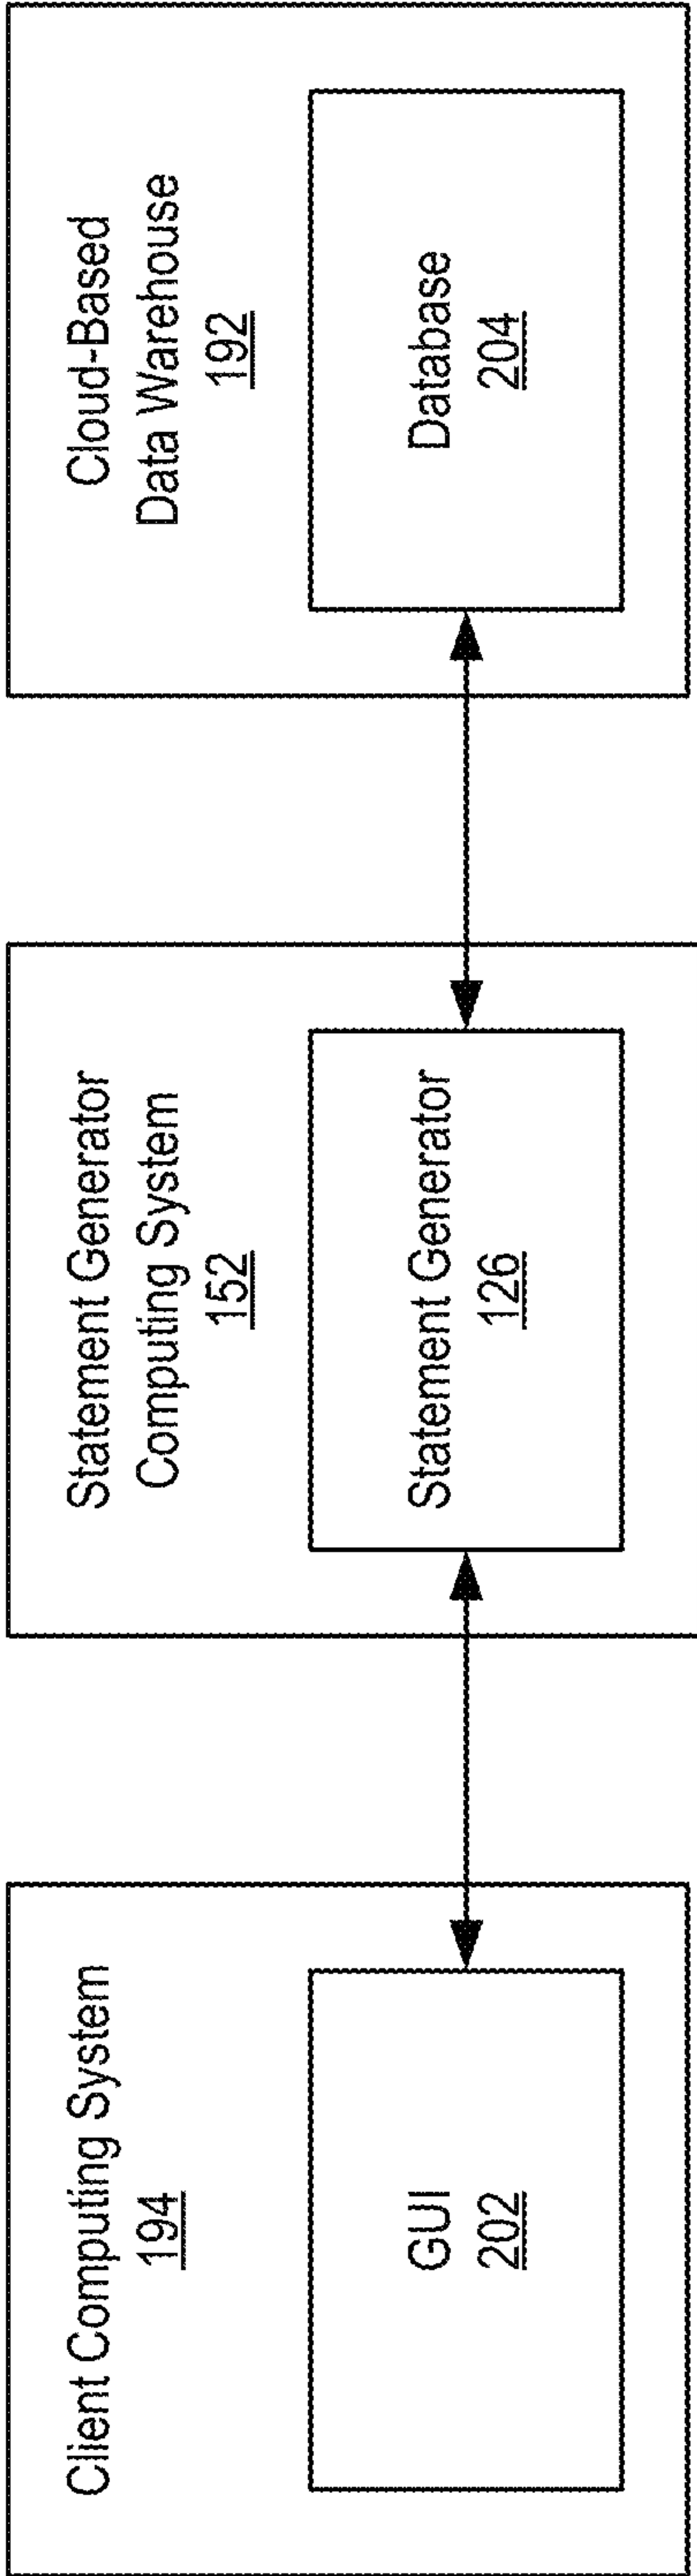 Client Computing System
194
GUI
202
Statement Generator
Computing System
152
Statement Generator
126
Cloud-Based
Data Warehouse
192
Database
204